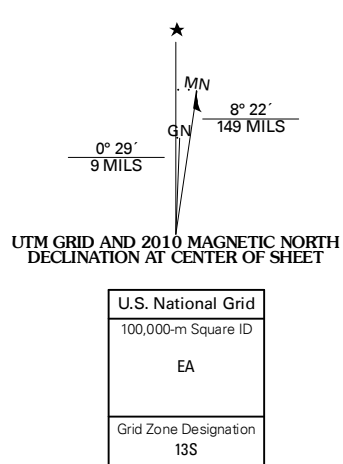 MN
8° 22´
149 MILS
GN
0° 29´
9 MILS
UTM GRID AND 2010 MAGNETIC NORTH
DECLINATION AT CENTER OF SHEET
U.S. National Grid
100,000-m Square ID
EA
Grid Zone Designation
13S